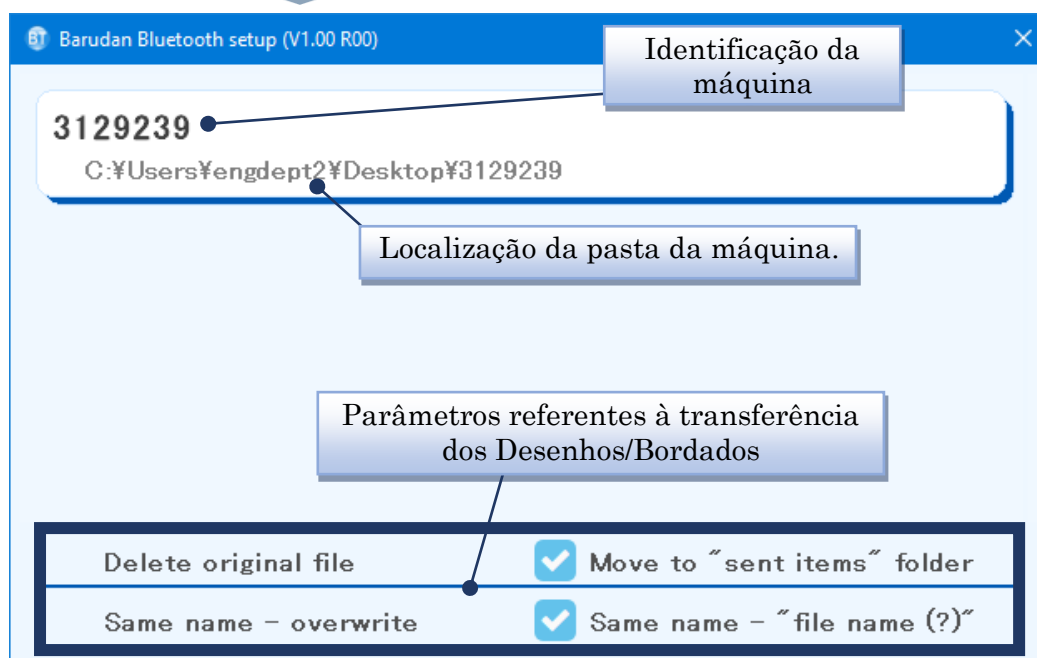 Barudan Bluetooth setup (V1.00 R00)
Identificação da
máquina
3129239
C:¥Users¥engdept2¥Desktop¥3129239
Localização da pasta da máquina.
Parâmetros referentes à transferência
dos Desenhos/Bordados
Delete original file Move to ″sent items″ folder
Same name - overwrite Same name - ″file name (?)″